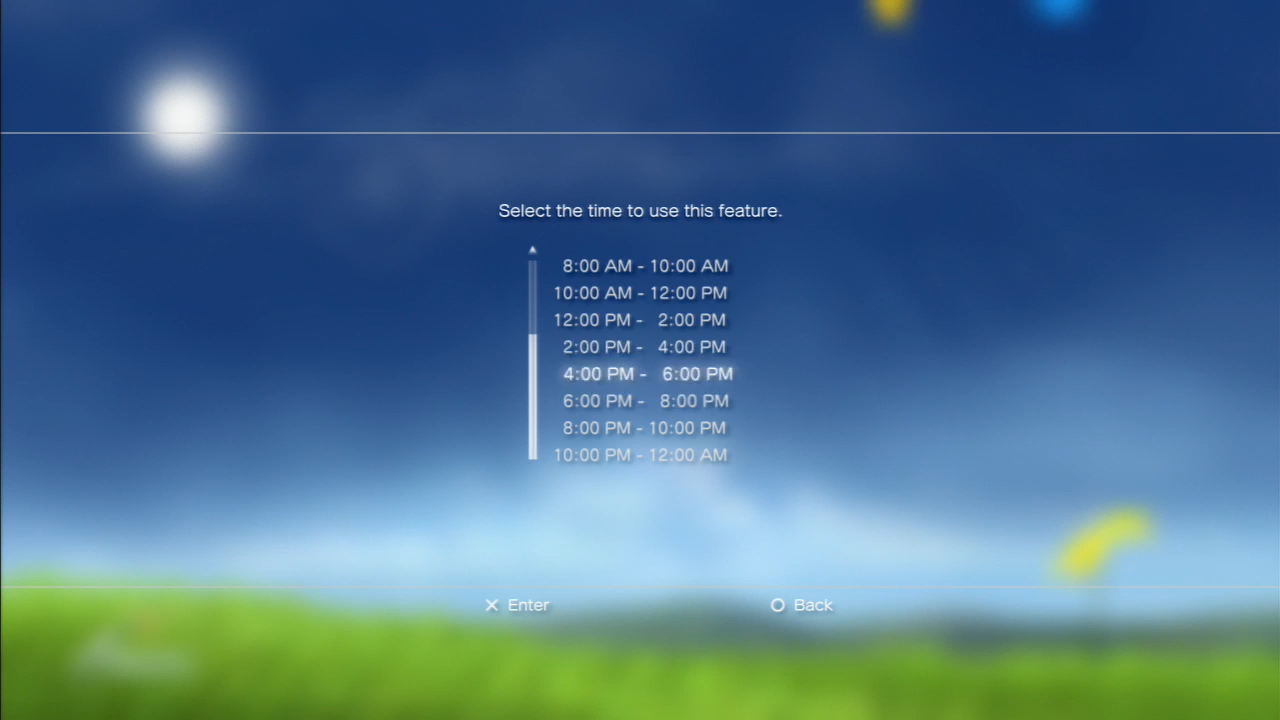 Select the time to use this feature.
8:00 AM - 10:00 AM
10:00 AM - 12:00 PM
12:00 PM - 2:00 PM
2:00 PM - 4:00 PM
4:00 PM - 6:00 PM
6:00 PM - 8:00 PM
8:00 PM - 10:00 PM
10:00 PM - 12:00 AM
Enter Back